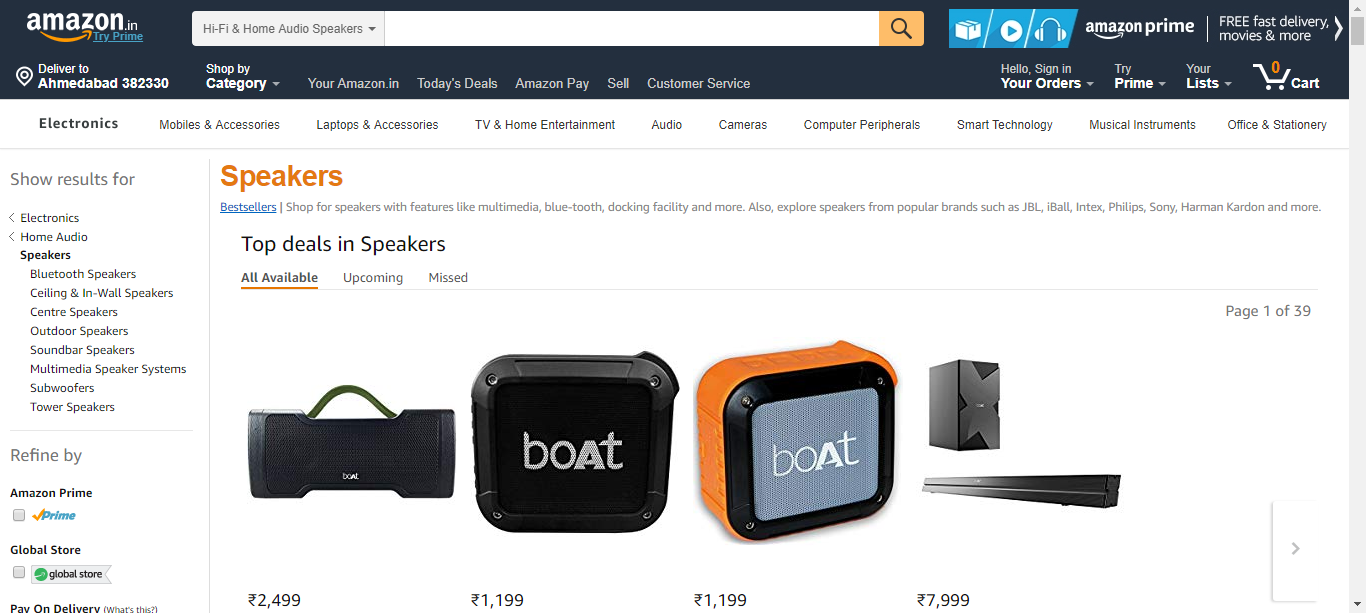 amazon.in
Try Prime
Hi-Fi & Home Audio Speakers
amazon prime
FREE fast delivery,
movies & more
Deliver to
Ahmedabad 382330
Shop by
Category
Your Amazon.in
Today's Deals
Amazon Pay
Sell
Customer Service
Hello, Sign in
Your Orders
Try
Prime
Your
Lists
0
Cart
Electronics
Mobiles & Accessories
Laptops & Accessories
TV & Home Entertainment
Audio
Cameras
Computer Peripherals
Smart Technology
Musical Instruments
Office & Stationery
Show results for
Electronics
Home Audio
Speakers
Bluetooth Speakers
Ceiling & In-Wall Speakers
Centre Speakers
Outdoor Speakers
Soundbar Speakers
Multimedia Speaker Systems
Subwoofers
Tower Speakers
Refine by
Amazon Prime
Prime
Global Store
global store
Pay On Delivery (What's this?)
Speakers
Bestsellers | Shop for speakers with features like multimedia, blue-tooth, docking facility and more. Also, explore speakers from popular brands such as JBL, iBall, Intex, Philips, Sony, Harman Kardon and more.
Top deals in Speakers
All Available
Upcoming
Missed
Page 1 of 39
boAt
boAt
boAt
₹2,499
₹1,199
₹1,199
₹7,999